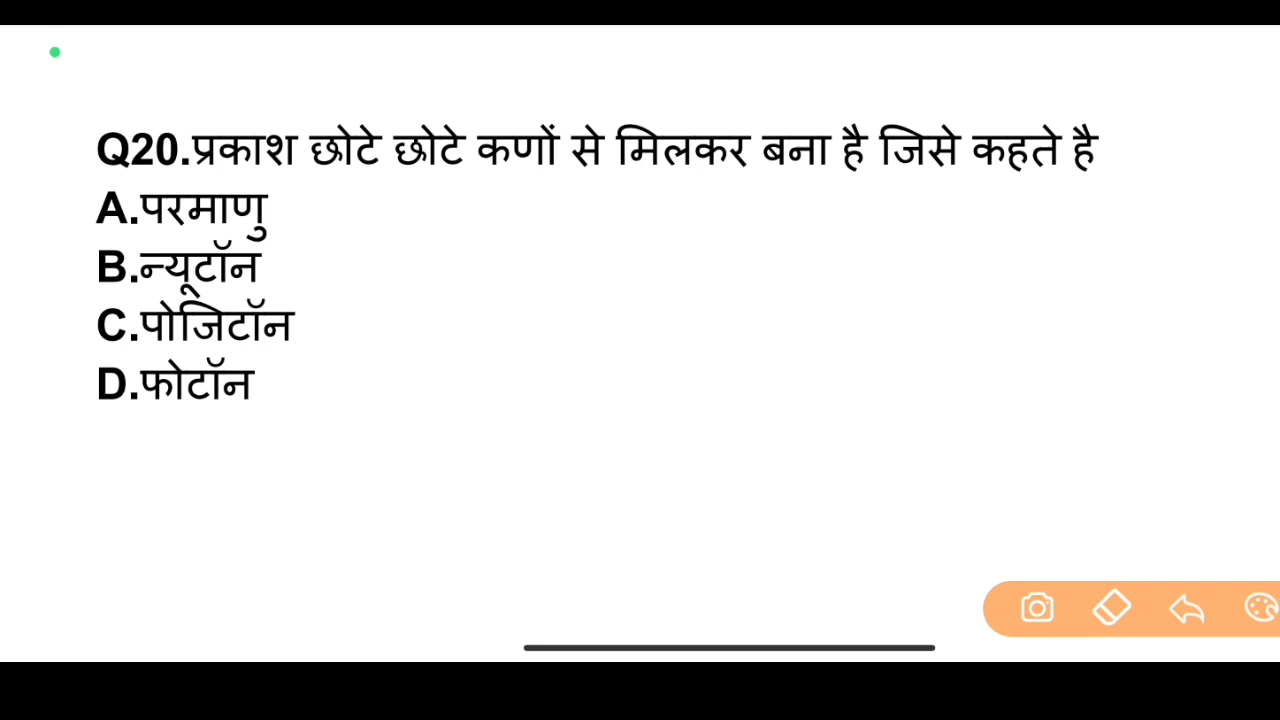 Q20.प्रकाश छोटे छोटे कणों से मिलकर बना है जिसे कहते है
A.परमाणु
B.न्यूटॉन
C.पोजिटॉन
D.फोटॉन